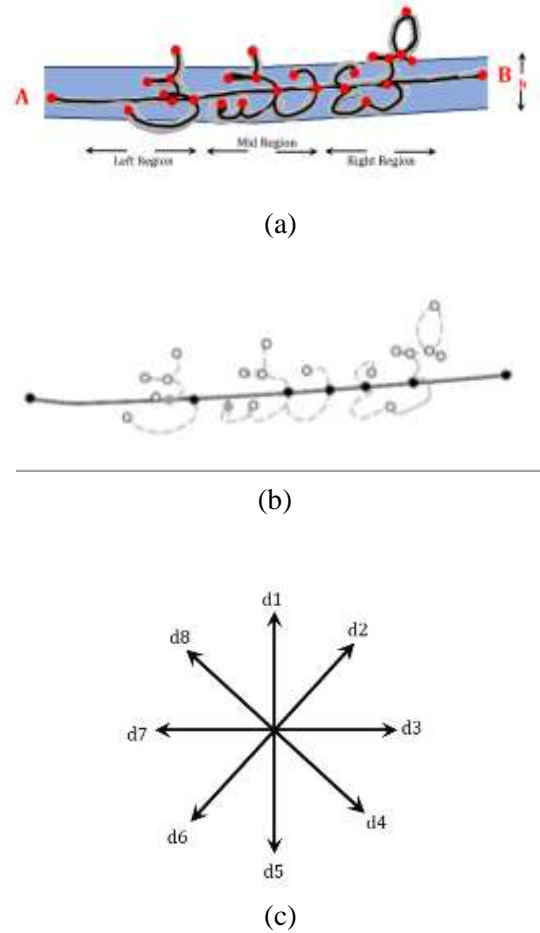 A
B
h
Mid Region
Left Region
Right Region
(a)
(b)
d1
d8
d2
d7
d3
d6
d4
d5
(c)